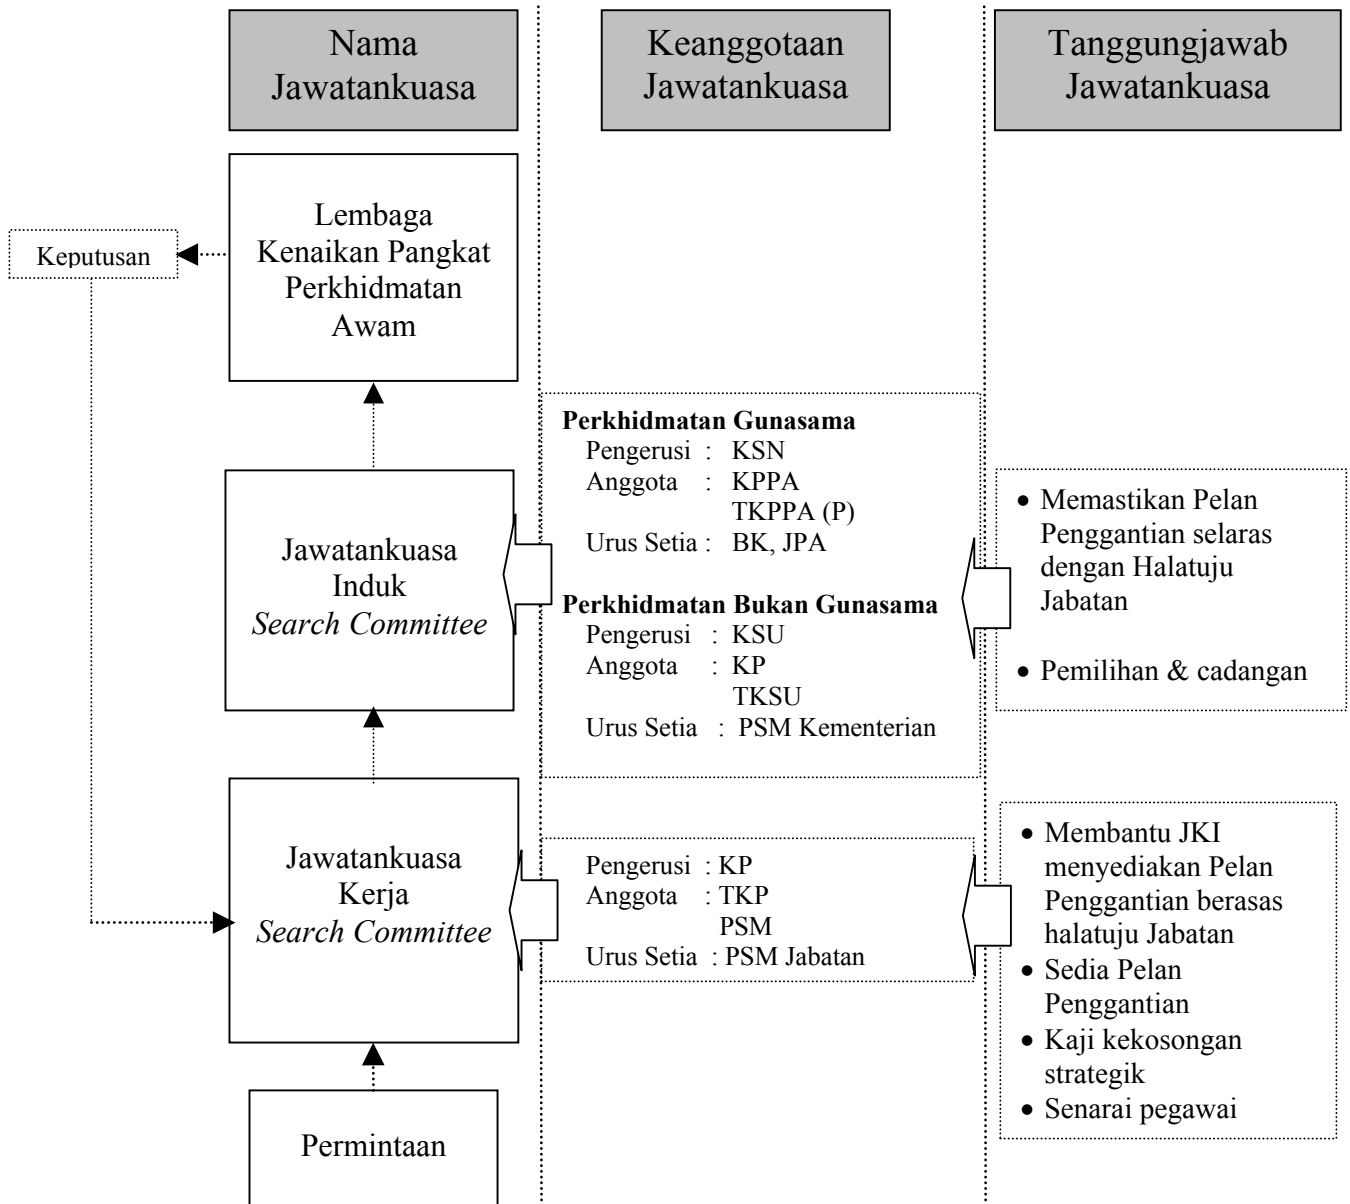 Nama
Jawatankuasa
Keanggotaan
Jawatankuasa
Tanggungjawab
Jawatankuasa
Lembaga
Kenaikan Pangkat
Perkhidmatan
Awam
Keputusan
Perkhidmatan Gunasama
Pengerusi : KSN
Anggota : KPPA
TKPPA (P)
Urus Setia : BK, JPA
Perkhidmatan Bukan Gunasama
Pengerusi : KSU
Anggota : KP
TKSU
Urus Setia : PSM Kementerian
Jawatankuasa
Induk
Search Committee
• Memastikan Pelan
Penggantian selaras
dengan Halatuju
Jabatan
• Pemilihan & cadangan
Jawatankuasa
Kerja
Search Committee
Pengerusi : KP
Anggota : TKP
PSM
Urus Setia : PSM Jabatan
• Membantu JKI
menyediakan Pelan
Penggantian berasas
halatuju Jabatan
• Sedia Pelan
Penggantian
• Kaji kekosongan
strategik
• Senarai pegawai
Permintaan